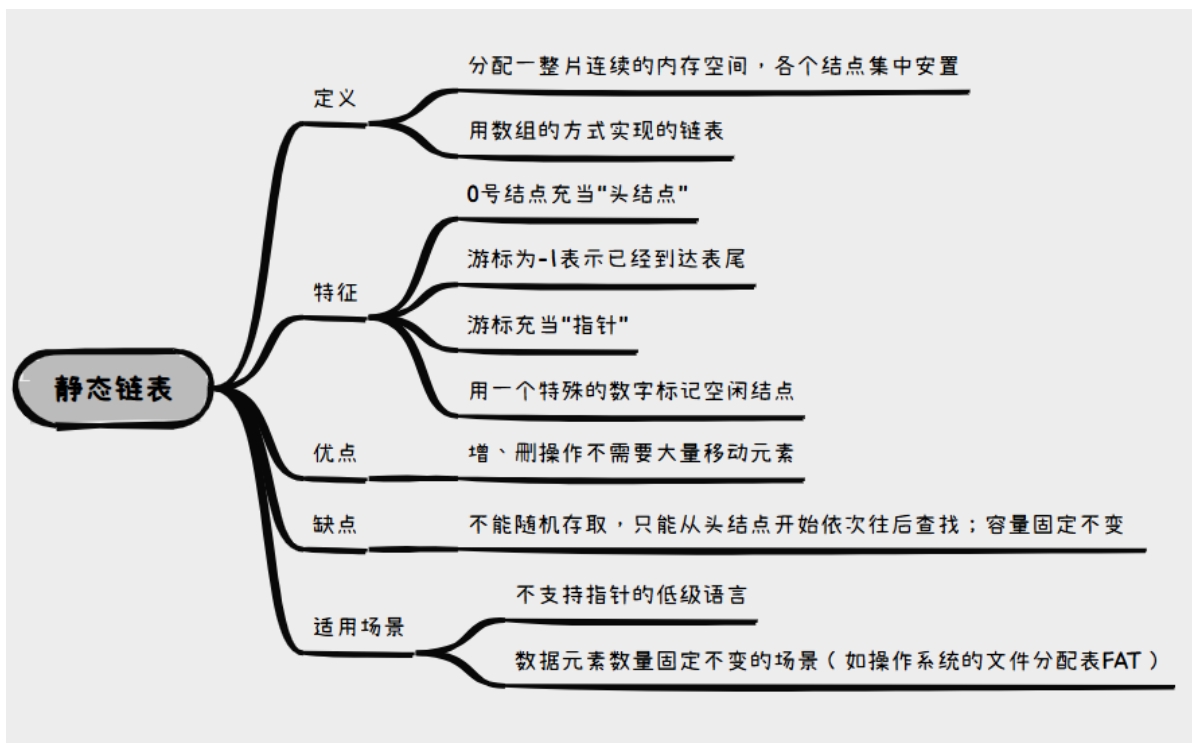 定义
分配一整片连续的内存空间，各个结点集中安置
用数组的方式实现的链表
特征
0号结点充当"头结点"
游标为-1表示已经到达表尾
游标充当"指针"
用一个特殊的数字标记空闲结点
静态链表
优点
增、删操作不需要大量移动元素
缺点
不能随机存取，只能从头结点开始依次往后查找；容量固定不变
适用场景
不支持指针的低级语言
数据元素数量固定不变的场景（如操作系统的文件分配表FAT）